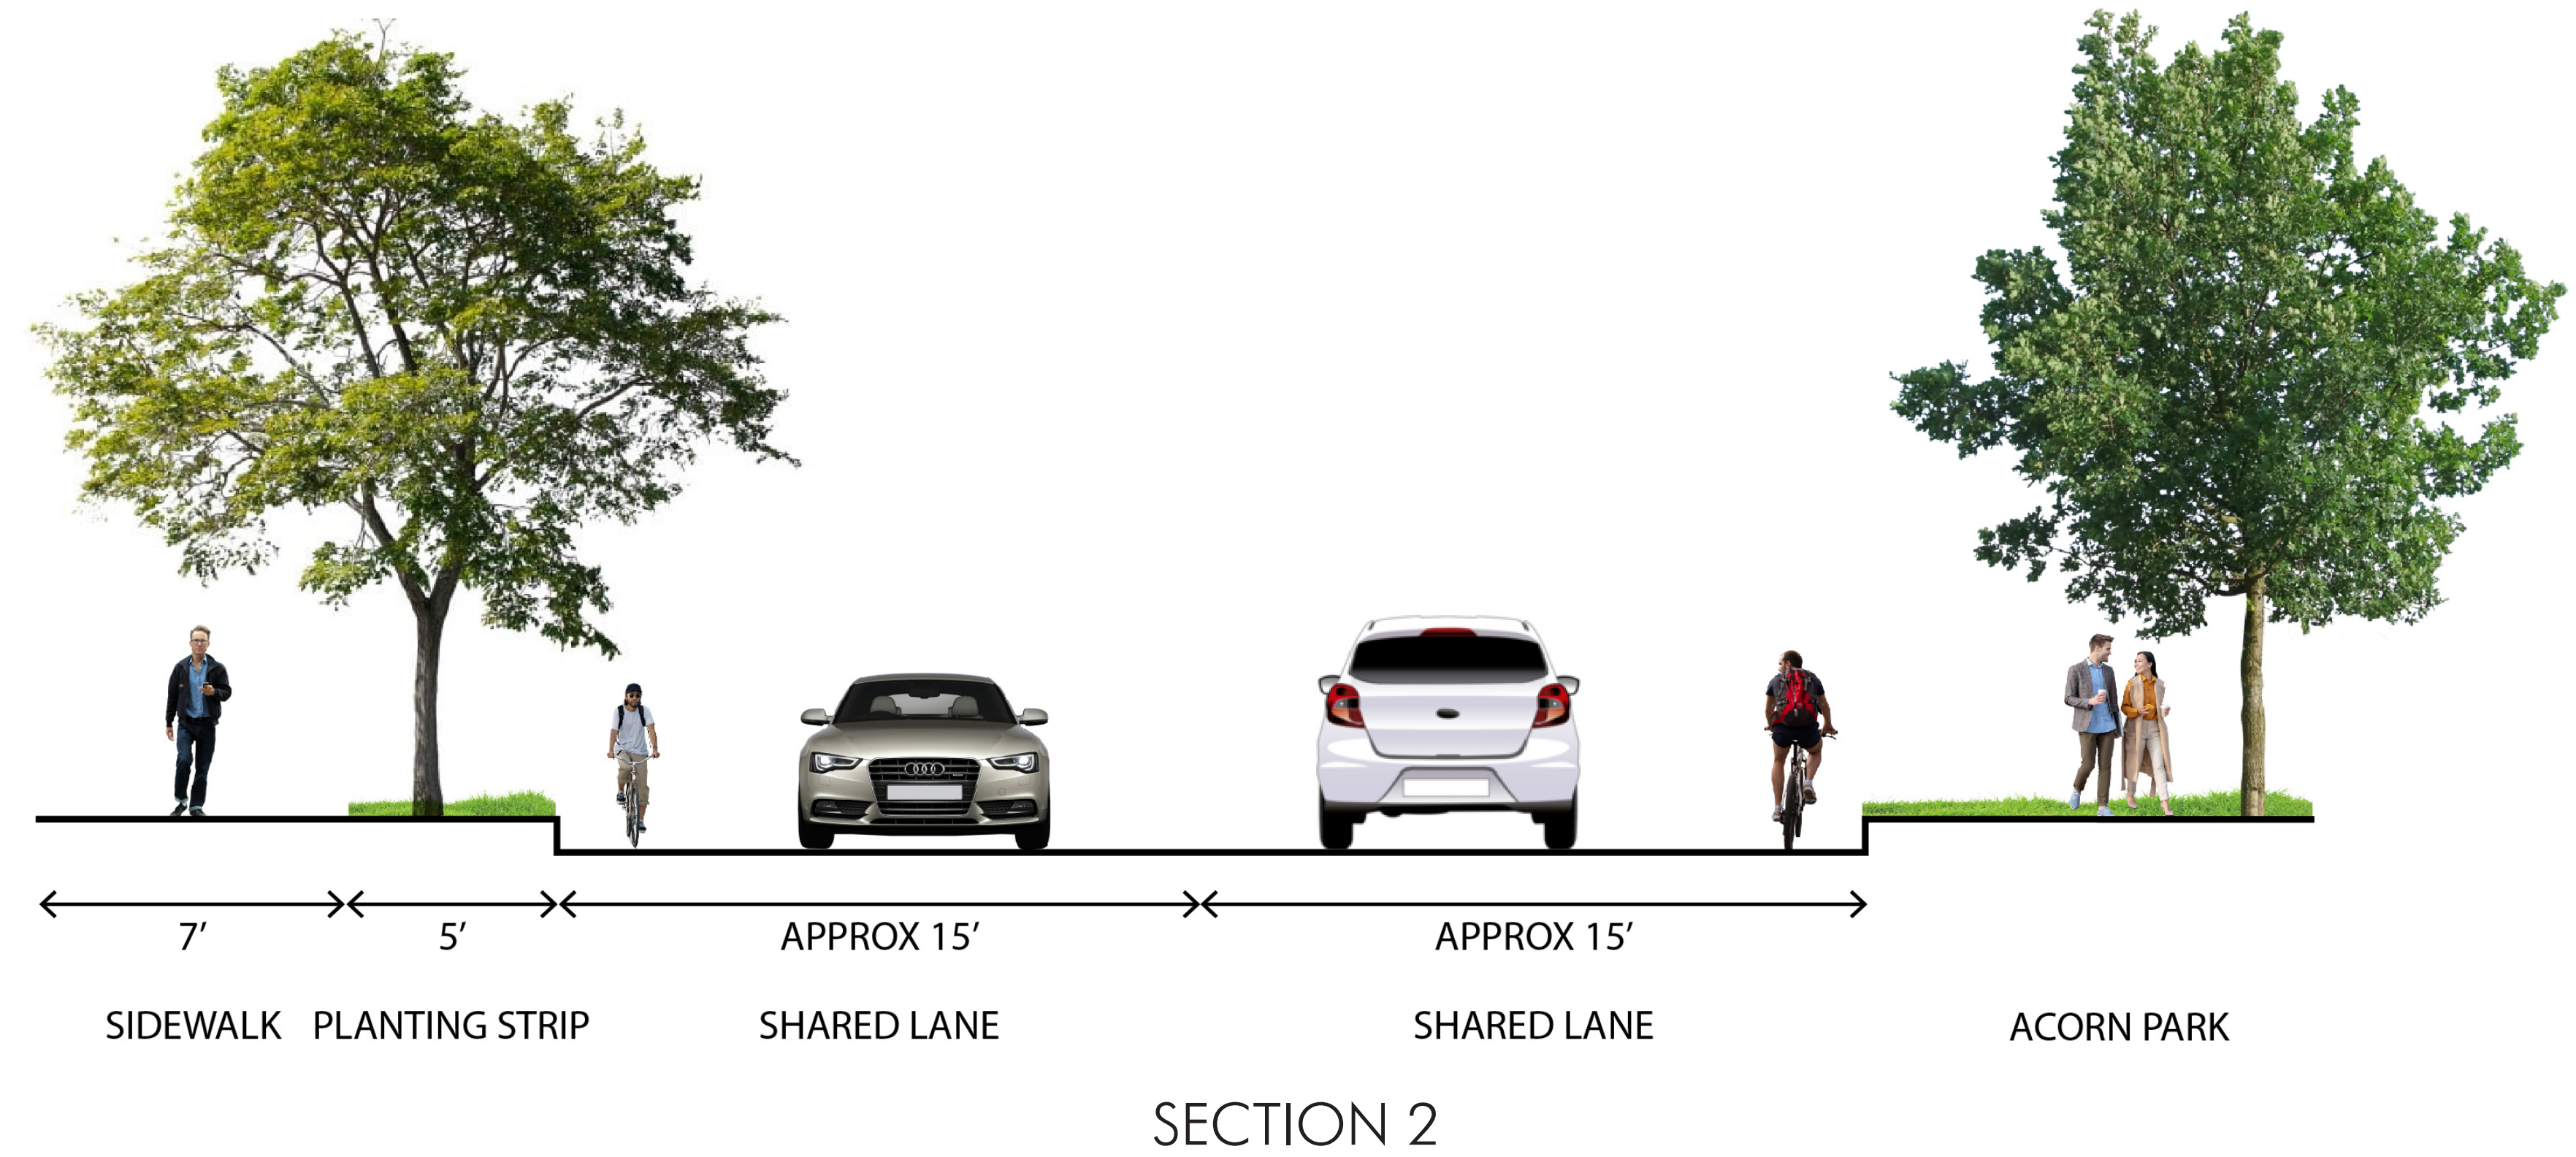 7’ 5’ APPROX 15’ APPROX 15’
SIDEWALK PLANTING STRIP SHARED LANE SHARED LANE ACORN PARK
SECTION 2